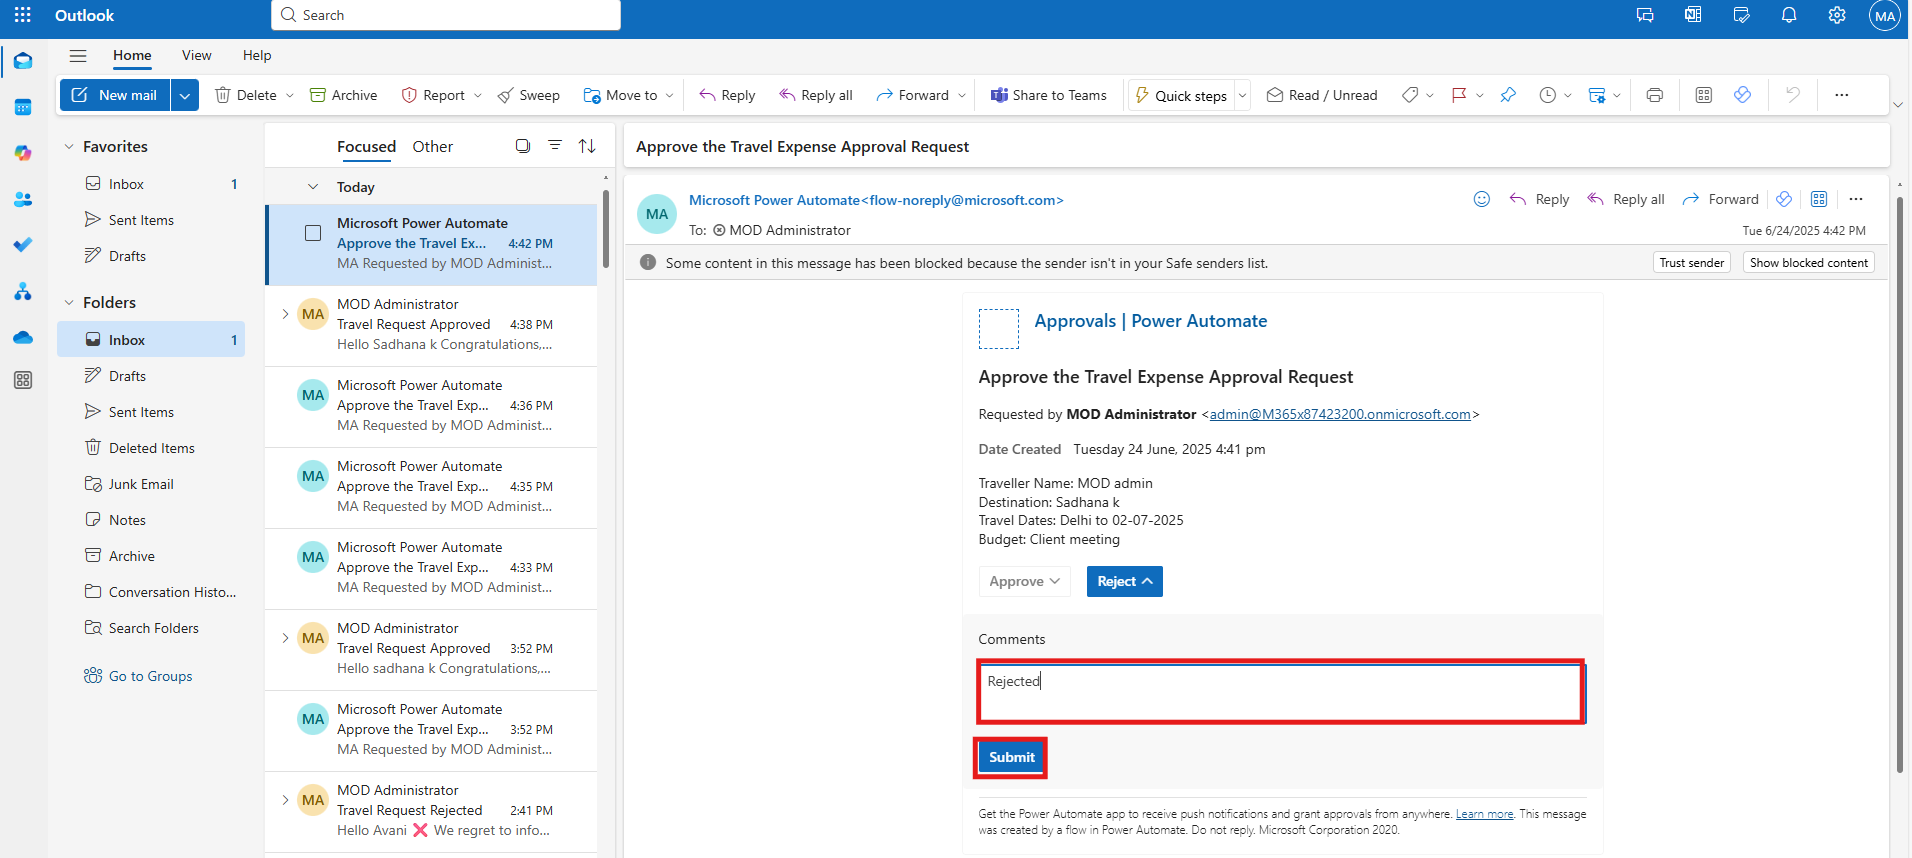 Outlook
Search
MA
Home
View
Help
New mail
Delete
Archive
Report
Sweep
Move to
Reply
Reply all
Forward
Share to Teams
Quick steps
Read / Unread
Favorites
Inbox 1
Sent Items
Drafts
Folders
Inbox 1
Drafts
Sent Items
Deleted Items
Junk Email
Notes
Archive
Conversation Histo...
Search Folders
Go to Groups
Focused
Other
Today
Microsoft Power Automate
Approve the Travel Ex... 4:42 PM
MA Requested by MOD Administ...
MA
MOD Administrator
Travel Request Approved 4:38 PM
Hello Sadhana k Congratulations,...
MA
Microsoft Power Automate
Approve the Travel Exp... 4:36 PM
MA Requested by MOD Administ...
MA
Microsoft Power Automate
Approve the Travel Exp... 4:35 PM
MA Requested by MOD Administ...
MA
Microsoft Power Automate
Approve the Travel Exp... 4:33 PM
MA Requested by MOD Administ...
MA
MOD Administrator
Travel Request Approved 3:52 PM
Hello sadhana k Congratulations,...
MA
Microsoft Power Automate
Approve the Travel Exp... 3:52 PM
MA Requested by MOD Administ...
MA
MOD Administrator
Travel Request Rejected 2:41 PM
Hello Avani ❌ We regret to info...
Approve the Travel Expense Approval Request
MA
Microsoft Power Automate<flow-noreply@microsoft.com>
To: MOD Administrator
Reply
Reply all
Forward
Tue 6/24/2025 4:42 PM
Some content in this message has been blocked because the sender isn't in your Safe senders list.
Trust sender
Show blocked content
Approvals | Power Automate
Approve the Travel Expense Approval Request
Requested by MOD Administrator <admin@M365x87423200.onmicrosoft.com>
Date Created Tuesday 24 June, 2025 4:41 pm
Traveller Name: MOD admin
Destination: Sadhana k
Travel Dates: Delhi to 02-07-2025
Budget: Client meeting
Approve
Reject
Comments
Rejected
Submit
Get the Power Automate app to receive push notifications and grant approvals from anywhere. Learn more. This message
was created by a flow in Power Automate. Do not reply. Microsoft Corporation 2020.